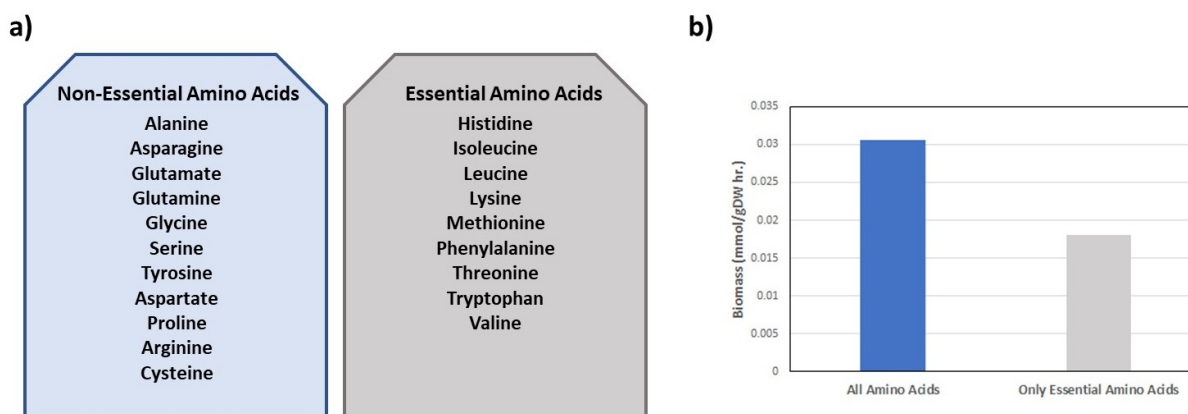 a)
Non-Essential Amino Acids
Alanine
Asparagine
Glutamate
Glutamine
Glycine
Serine
Tyrosine
Aspartate
Proline
Arginine
Cysteine
Essential Amino Acids
Histidine
Isoleucine
Leucine
Lysine
Methionine
Phenylalanine
Threonine
Tryptophan
Valine
b)
Biomass (mmol/gDW hr.)
0.035
0.03
0.025
0.02
0.015
0.01
0.005
0
All Amino Acids
Only Essential Amino Acids